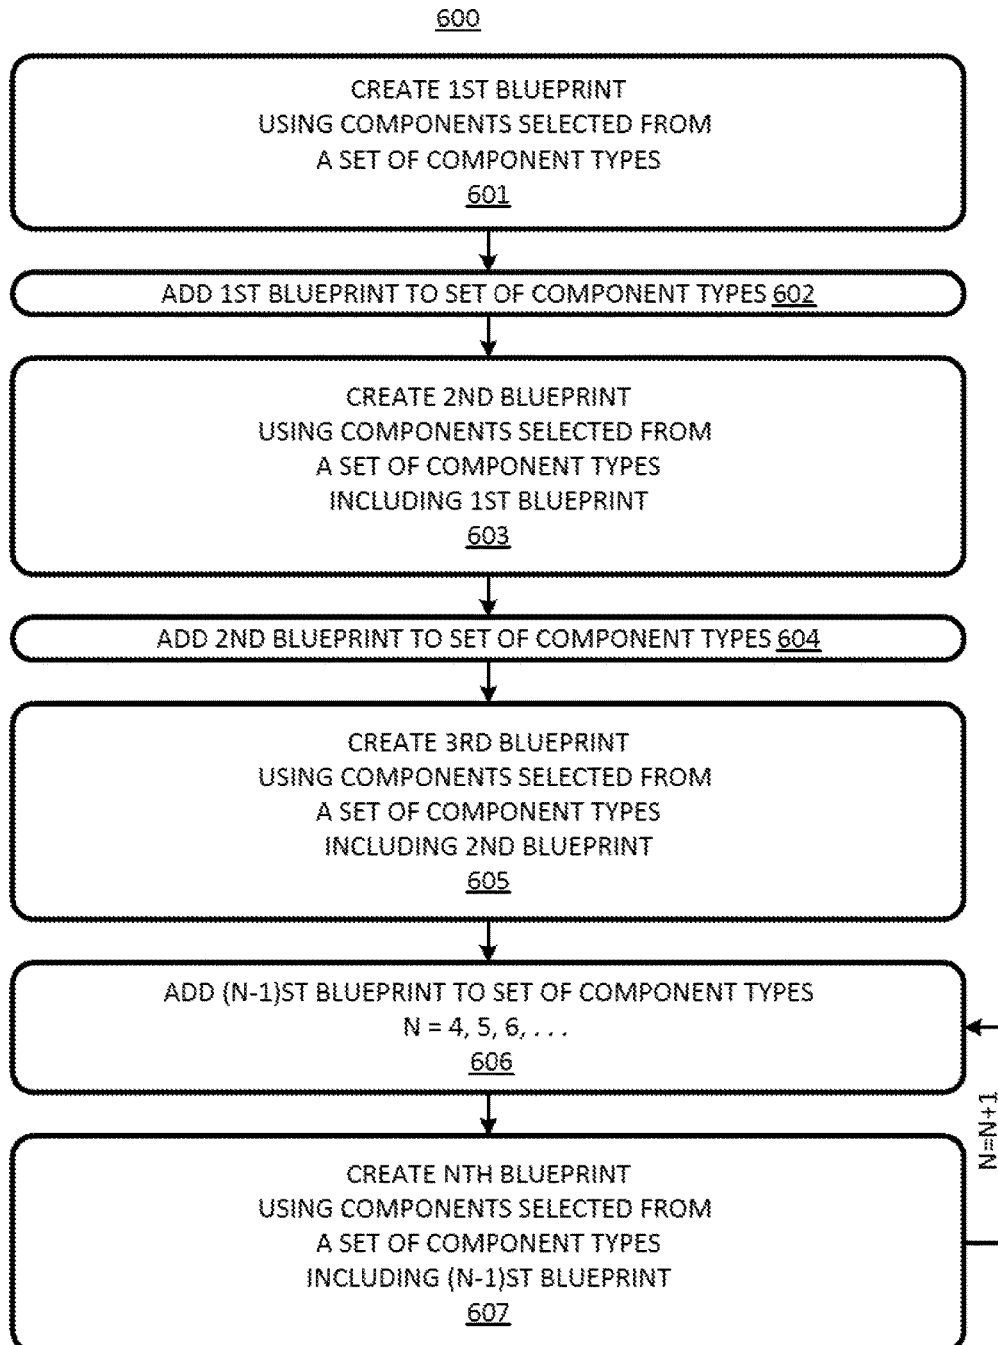 600
CREATE 1ST BLUEPRINT
USING COMPONENTS SELECTED FROM
A SET OF COMPONENT TYPES
601
ADD 1ST BLUEPRINT TO SET OF COMPONENT TYPES 602
CREATE 2ND BLUEPRINT
USING COMPONENTS SELECTED FROM
A SET OF COMPONENT TYPES
INCLUDING 1ST BLUEPRINT
603
ADD 2ND BLUEPRINT TO SET OF COMPONENT TYPES 604
CREATE 3RD BLUEPRINT
USING COMPONENTS SELECTED FROM
A SET OF COMPONENT TYPES
INCLUDING 2ND BLUEPRINT
605
ADD (N-1)ST BLUEPRINT TO SET OF COMPONENT TYPES
N = 4, 5, 6, . . .
606
N=N+1
CREATE NTH BLUEPRINT
USING COMPONENTS SELECTED FROM
A SET OF COMPONENT TYPES
INCLUDING (N-1)ST BLUEPRINT
607